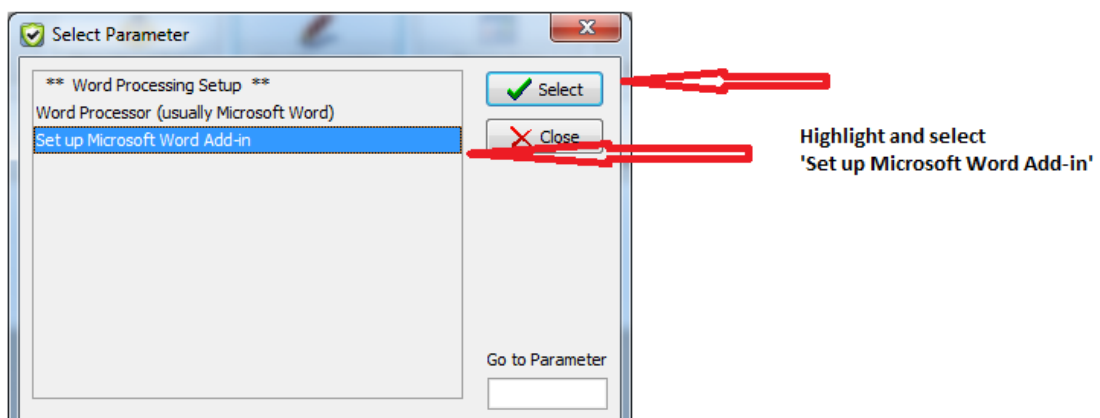 Select Parameter
** Word Processing Setup **
Word Processor (usually Microsoft Word)
Set up Microsoft Word Add-in
Select
Close
Highlight and select
'Set up Microsoft Word Add-in'
Go to Parameter